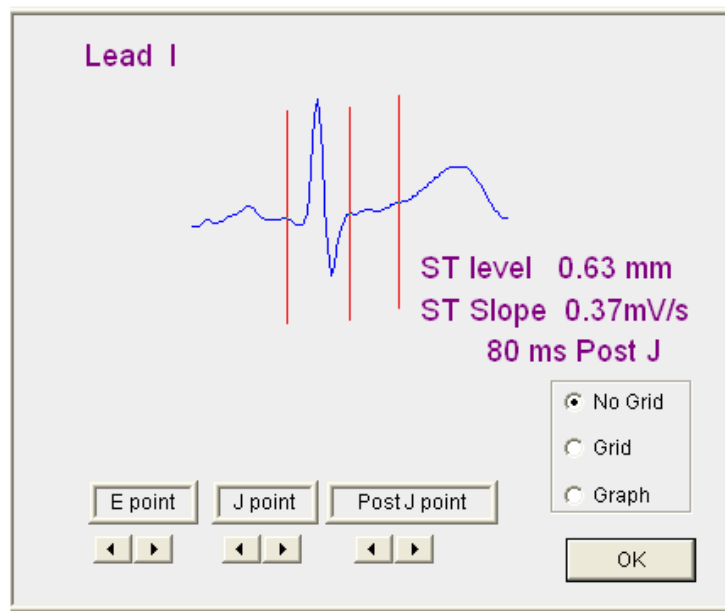 Lead I
ST level 0.63 mm
ST Slope 0.37mV/s
80 ms Post J
No Grid
Grid
Graph
E point J point Post J point
OK